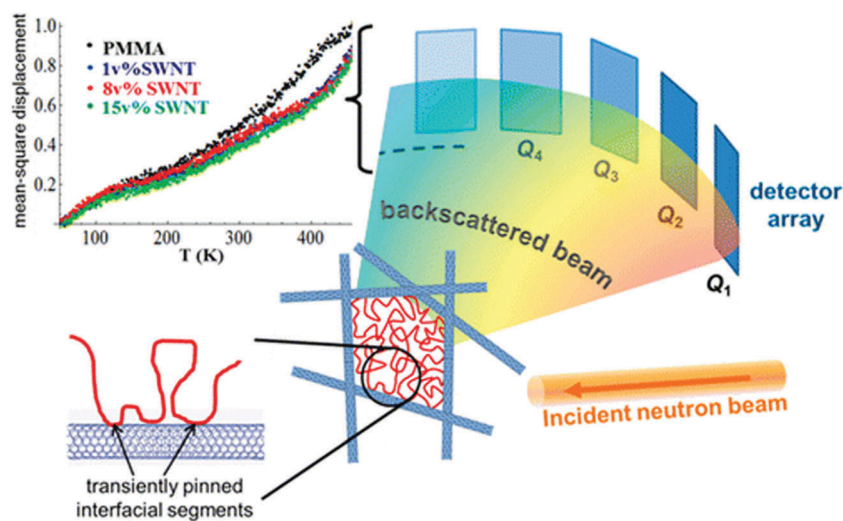 mean-square displacement
1.0
0.8
0.6
0.4
0.2
PMMA
1v%SWNT
8v% SWNT
15v% SWNT
100
200
300
400
T (K)
Q4
Q3
Q2
Q1
detector
array
backscattered beam
Incident neutron beam
transiently pinned
interfacial segments